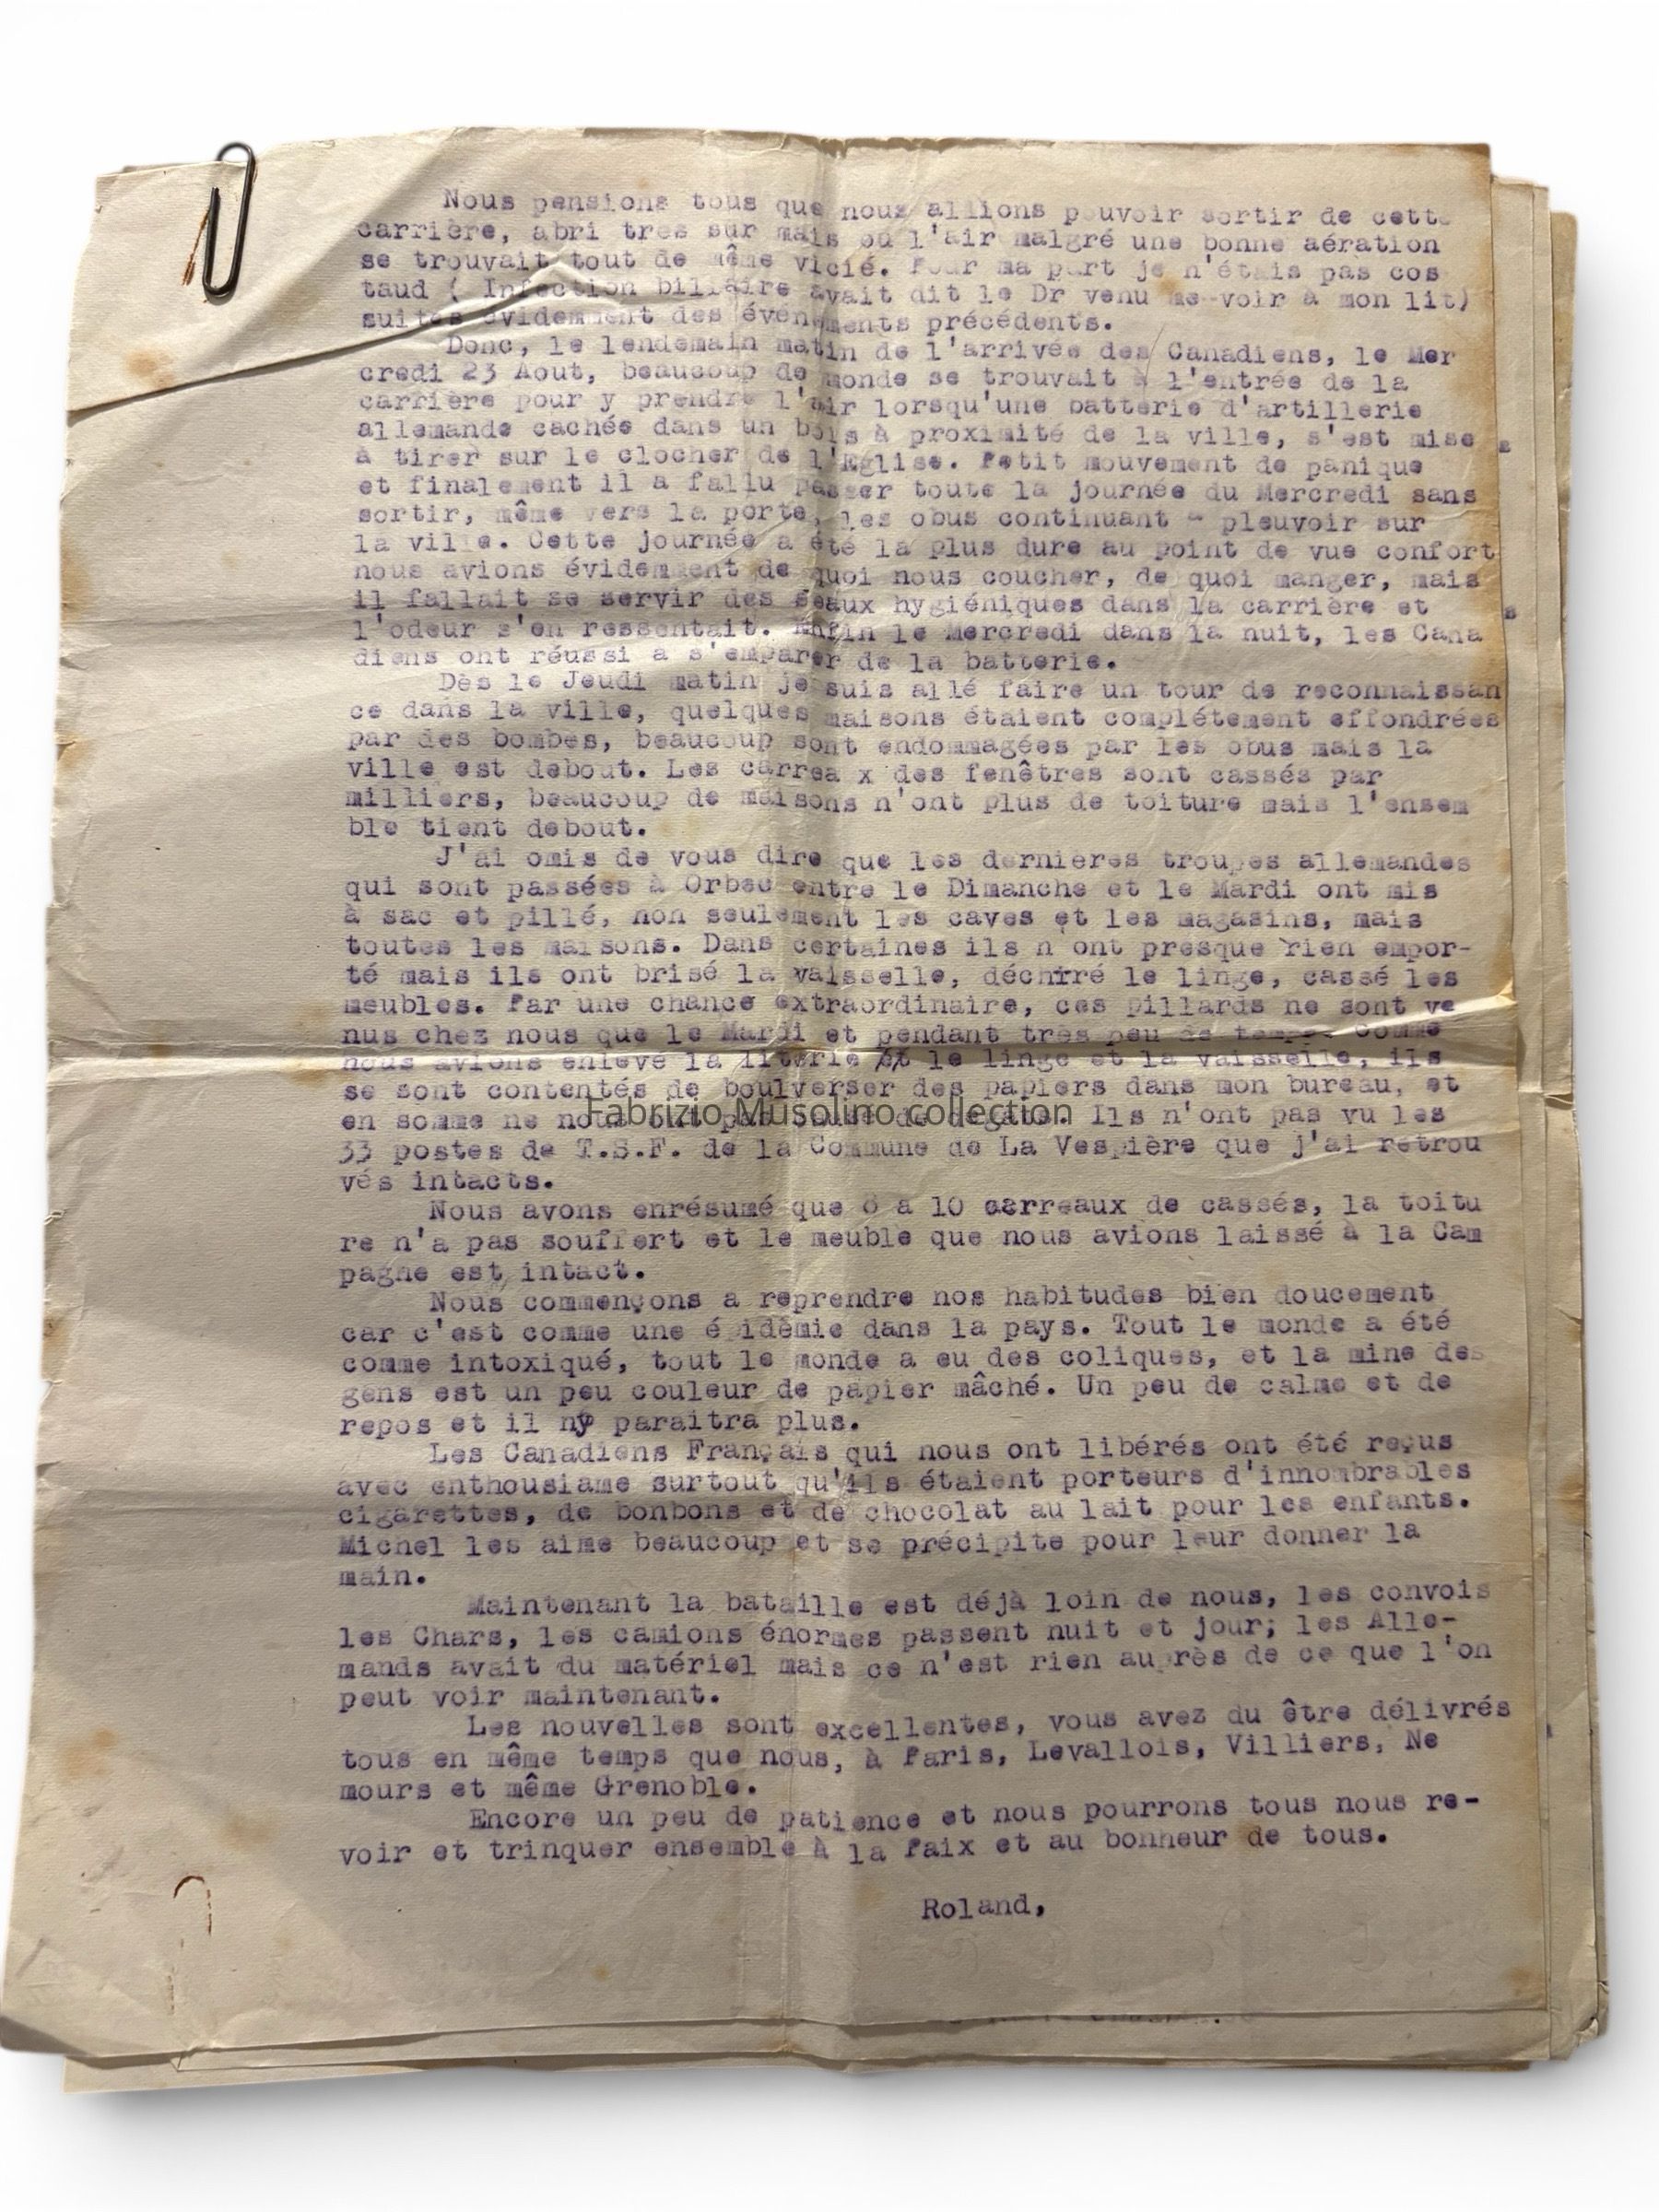 Nous pensions tous que nous allions pouvoir sortir de cette
carrière, abri tres sur mais ou l'air malgré une bonne aération
se trouvait tout de même vicié. Pour ma part je n'étais pas cos
taud ( Infection biliaire avait dit le Dr venu me voir à mon lit)
suites évidemment des événements précédents.
Donc, le lendemain matin de l'arrivée des Canadiens, le Mer
credi 23 Aout, beaucoup de monde se trouvait à l'entrée de la
carrière pour y prendre l'air lorsqu'une batterie d'artillerie
allemande cachée dans un bois à proximité de la ville, s'est mise
à tirer sur le clocher de l'Eglise. Petit mouvement de panique
et finalement il a fallu passer toute la journée du Mercredi sans
sortir, même vers la porte, les obus continuant pleuvoir sur
la ville. Cette journée a été la plus dure au point de vue confort
nous avions évidemment de quoi nous coucher, de quoi manger, mais
il fallait se servir des seaux hygiéniques dans la carrière et
l'odeur s'en ressentait. Enfin le Mercredi dans la nuit, les Cana
diens ont réussi a s'emparer de la batterie.
Dès le Jeudi matin je suis allé faire un tour de reconnaissan
ce dans la ville, quelques maisons étaient complétement effondrées
par des bombes, beaucoup sont endommagées par les obus mais la
ville est debout. Les carrea x des fenêtres sont cassés par
milliers, beaucoup de maisons n'ont plus de toiture mais l'ensem
ble tient debout.
J'ai omis de vous dire que les dernieres troupes allemandes
qui sont passées à Orbec entre le Dimanche et le Mardi ont mis
à sac et pillé, non seulement les caves et les magasins, mais
toutes les maisons. Dans certaines ils n ont presque rien empor-
té mais ils ont brisé la vaisselle, déchiré le linge, cassé les
meubles. Par une chance extraordinaire, ces pillards ne sont ve
nus chez nous que le Mardi et pendant très peu de temps. Comme
nous avions enlevé la literie et le linge et la vaisselle, ils
se sont contentés de boulverser des papiers dans mon bureau, et
en somme ne nous ont pas de dégâts. Ils n'ont pas vu les
33 postes de T.S.F. de la Commune de La Vespière que j'ai retrou
vés intacts.
Nous avons enrésumé que 8 a 10 carreaux de cassés, la toitu
re n'a pas souffert et le meuble que nous avions laissé à la Cam
pagne est intact.
Nous commençons a reprendre nos habitudes bien doucement
car c'est comme une épidémie dans la pays. Tout le monde a été
comme intoxiqué, tout le monde a eu des coliques, et la mine des
gens est un peu couleur de papier mâché. Un peu de calme et de
repos et il ny paraitra plus.
Les Canadiens Français qui nous ont libérés ont été reçus
avec enthousiame surtout qu'ils étaient porteurs d'innombrables
cigarettes, de bonbons et de chocolat au lait pour les enfants.
Michel les aime beaucoup et se précipite pour leur donner la
main.
Maintenant la bataille est déjà loin de nous, les convois
les Chars, les camions énormes passent nuit et jour; les Alle-
mands avait du matériel mais ce n'est rien auprès de ce que l'on
peut voir maintenant.
Les nouvelles sont excellentes, vous avez du être délivrés
tous en même temps que nous, à Paris, Levallois, Villiers, Ne
mours et même Grenoble.
Encore un peu de patience et nous pourrons tous nous re-
voir et trinquer ensemble à la Paix et au bonheur de tous.
Roland,
Fabrizio Musolino collection